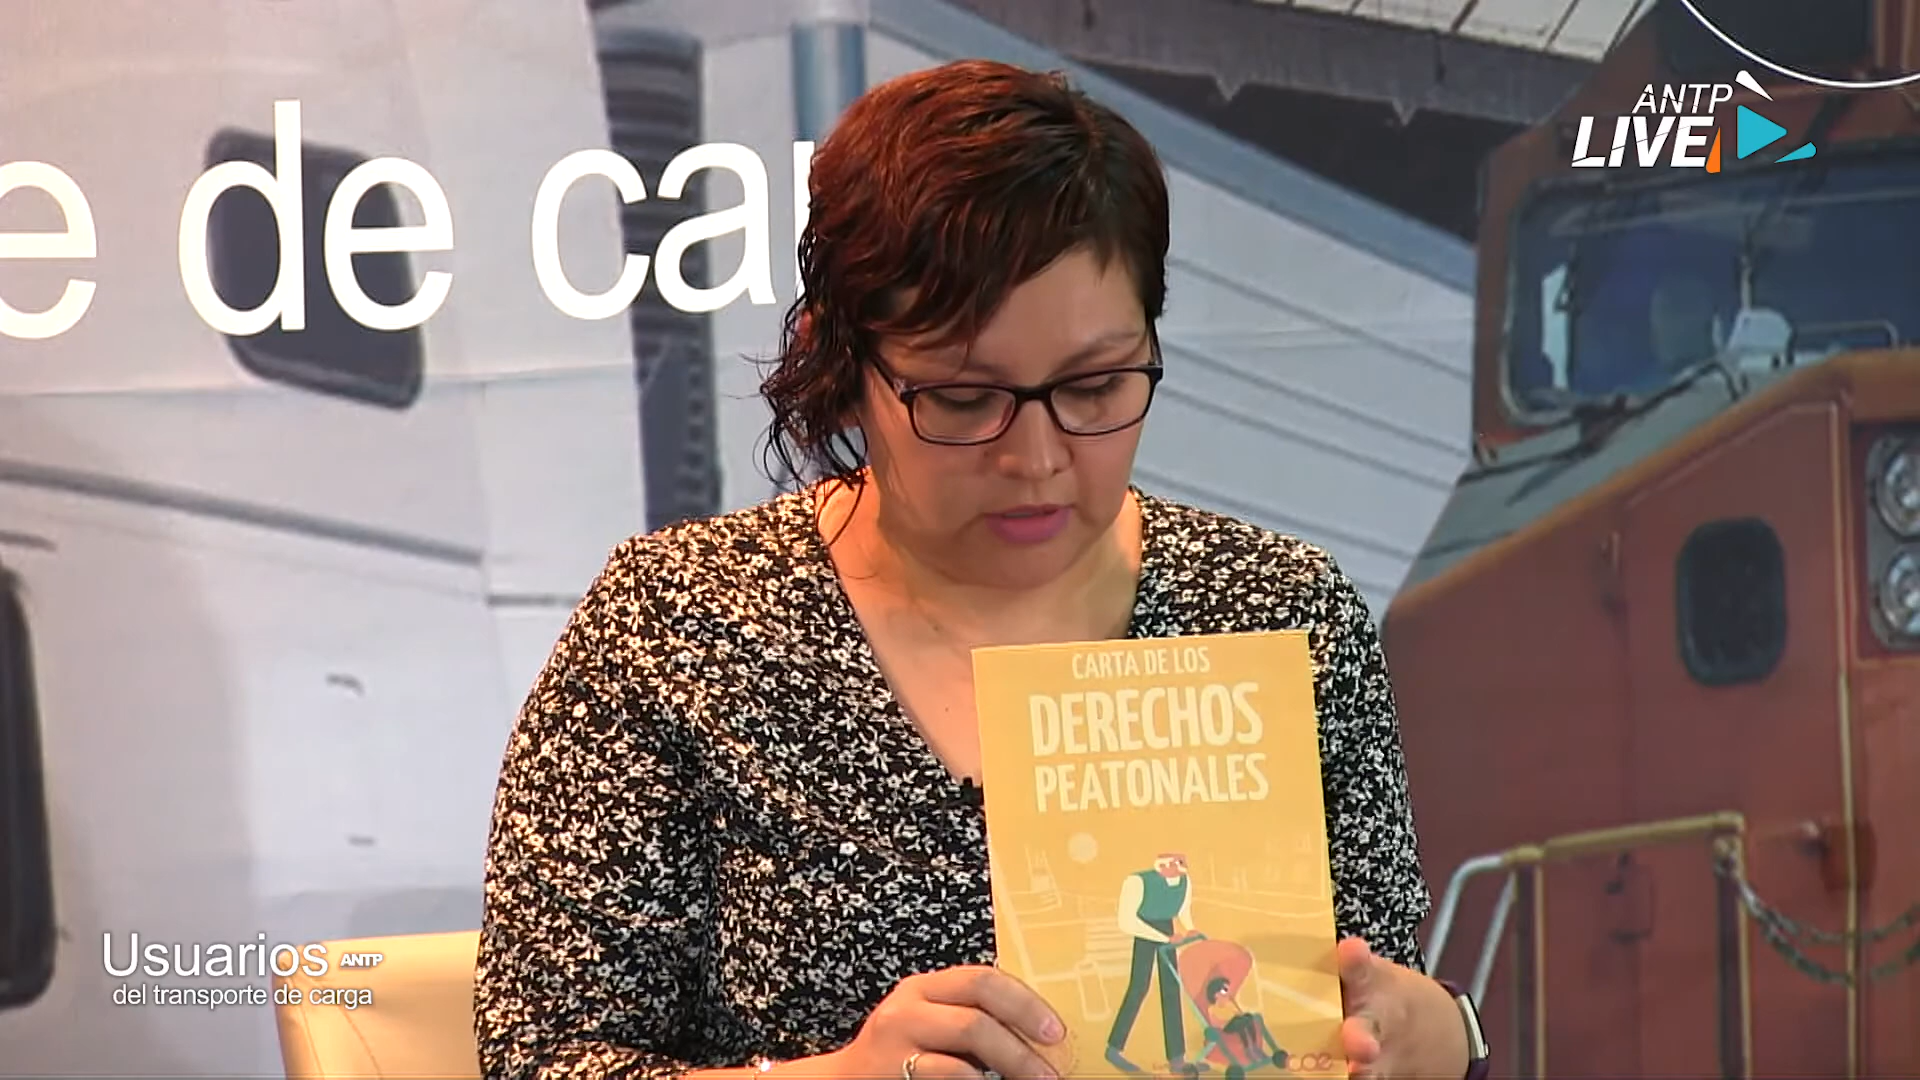 e de ca
ANTP
LIVE
CARTA DE LOS
DERECHOS
PEATONALES
Usuarios ANTP
del transporte de carga